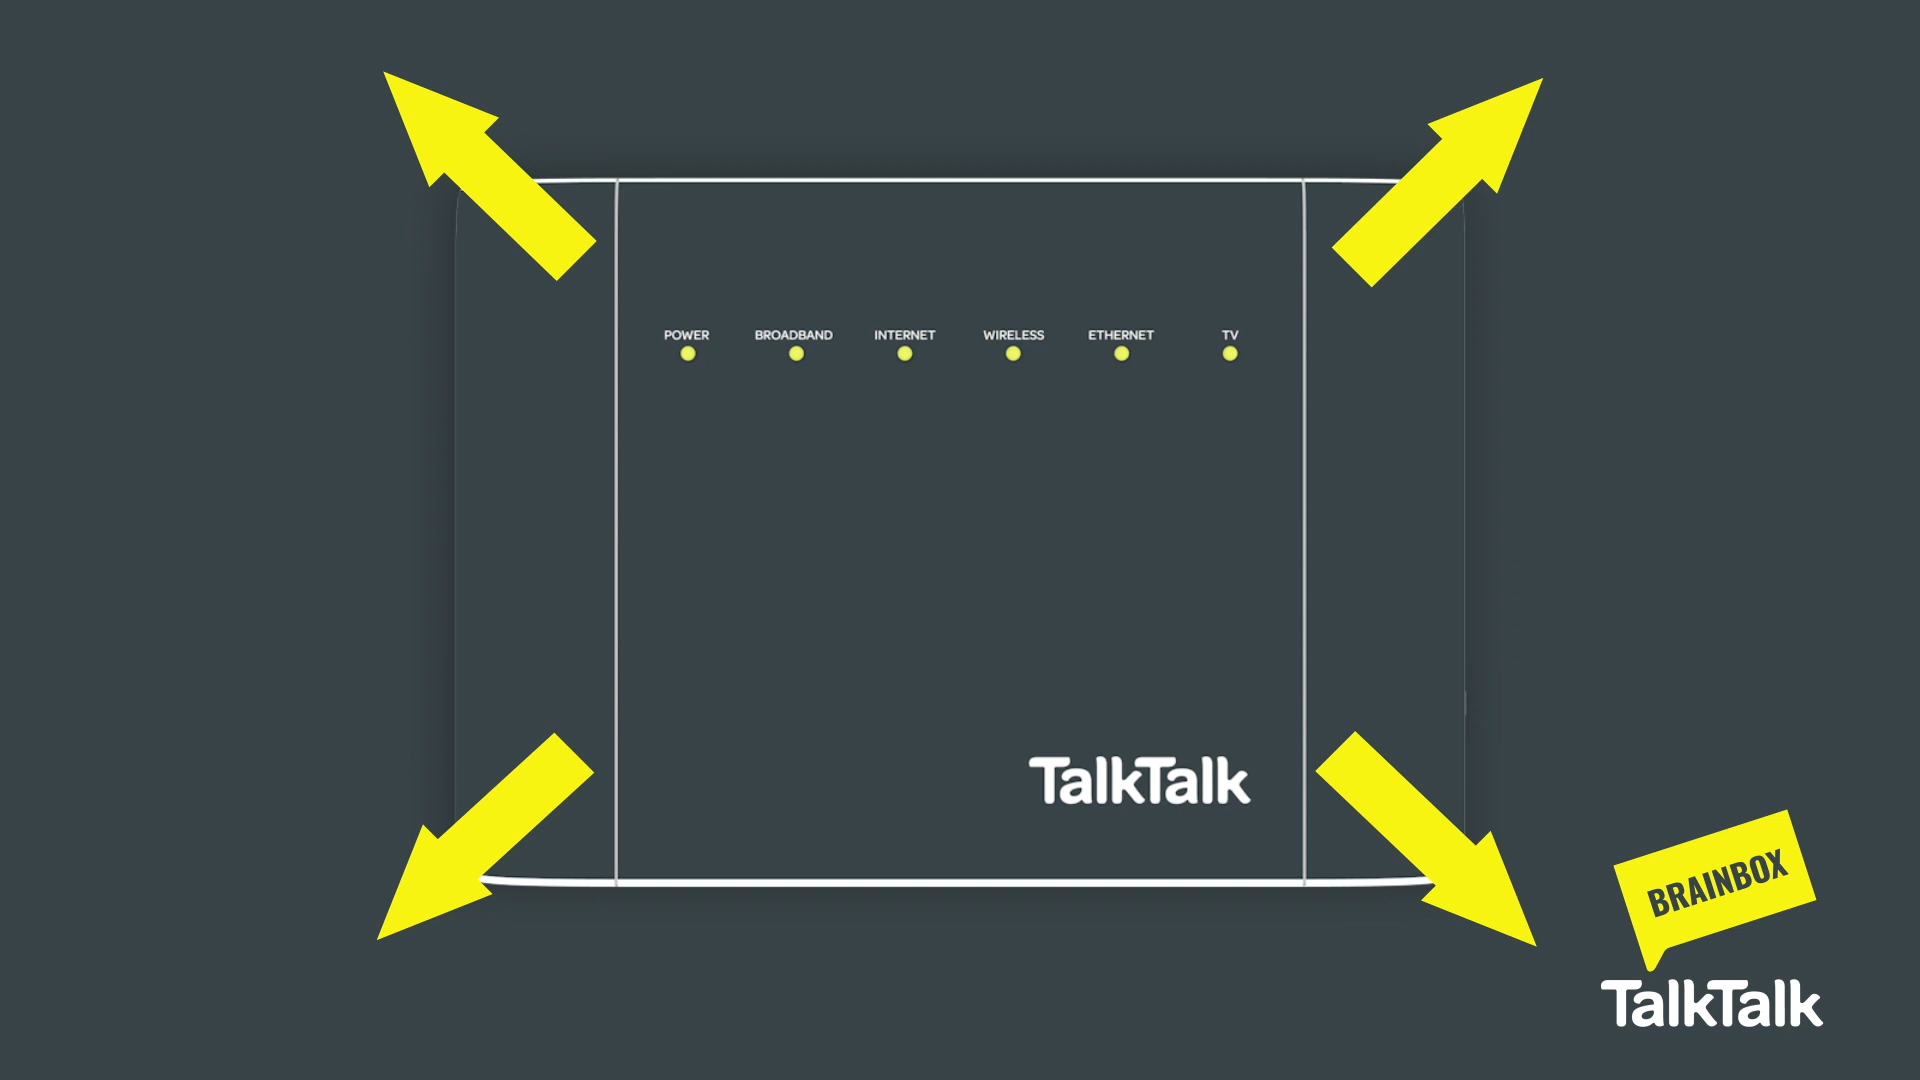 POWER BROADBAND INTERNET WIRELESS ETHERNET TV
TalkTalk
BRAINBOX
TalkTalk